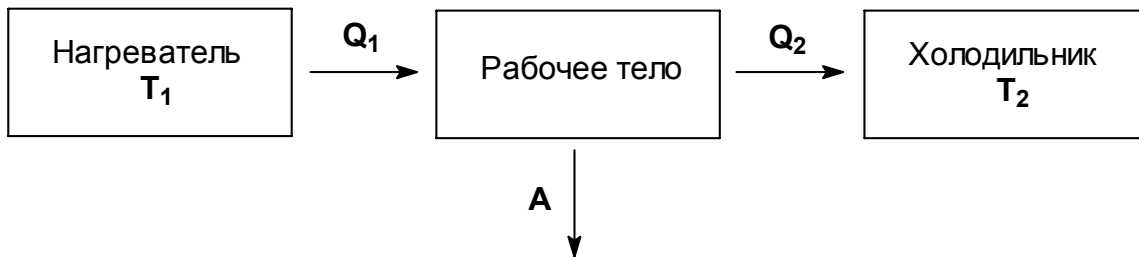 Нагреватель
T1
Q1
Рабочее тело
Q2
Холодильник
T2
A